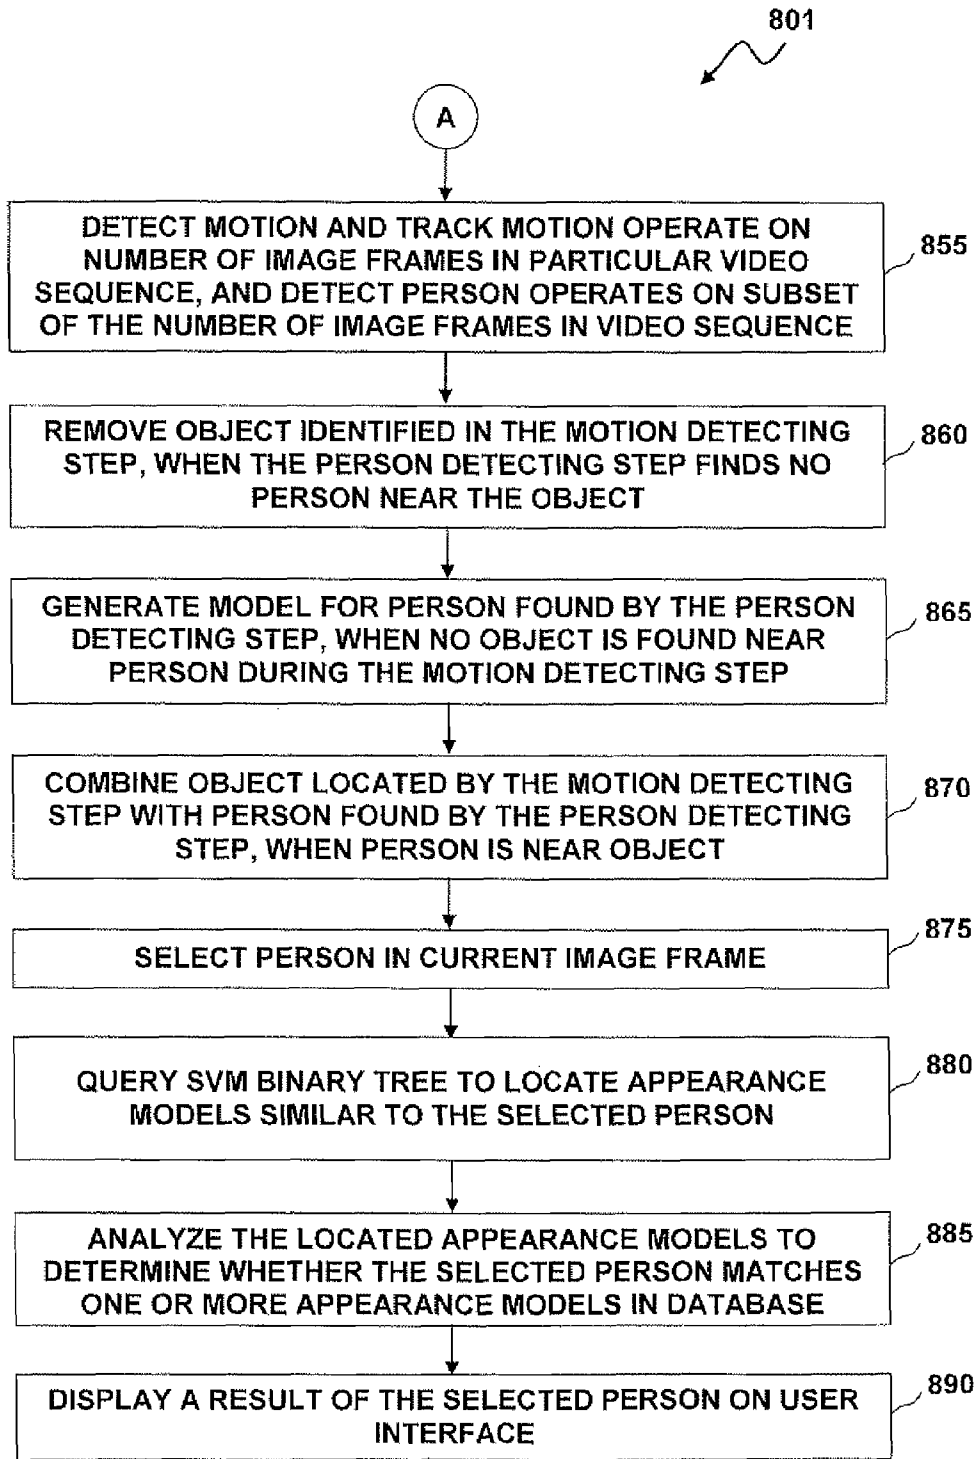 801
A
DETECT MOTION AND TRACK MOTION OPERATE ON
NUMBER OF IMAGE FRAMES IN PARTICULAR VIDEO
SEQUENCE, AND DETECT PERSON OPERATES ON SUBSET
OF THE NUMBER OF IMAGE FRAMES IN VIDEO SEQUENCE
855
REMOVE OBJECT IDENTIFIED IN THE MOTION DETECTING
STEP, WHEN THE PERSON DETECTING STEP FINDS NO
PERSON NEAR THE OBJECT
860
GENERATE MODEL FOR PERSON FOUND BY THE PERSON
DETECTING STEP, WHEN NO OBJECT IS FOUND NEAR
PERSON DURING THE MOTION DETECTING STEP
865
COMBINE OBJECT LOCATED BY THE MOTION DETECTING
STEP WITH PERSON FOUND BY THE PERSON DETECTING
STEP, WHEN PERSON IS NEAR OBJECT
870
SELECT PERSON IN CURRENT IMAGE FRAME
875
QUERY SVM BINARY TREE TO LOCATE APPEARANCE
MODELS SIMILAR TO THE SELECTED PERSON
880
ANALYZE THE LOCATED APPEARANCE MODELS TO
DETERMINE WHETHER THE SELECTED PERSON MATCHES
ONE OR MORE APPEARANCE MODELS IN DATABASE
885
DISPLAY A RESULT OF THE SELECTED PERSON ON USER
INTERFACE
890